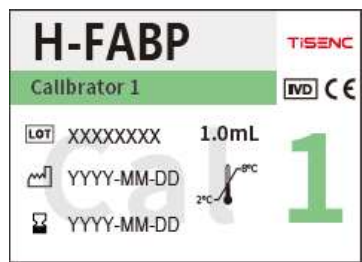 H-FABP
TiSENC
Callbrator 1
IVD CE
LOT XXXXXXXX 1.0mL
YYYY-MM-DD
2°C 8°C
YYYY-MM-DD
Cal
1